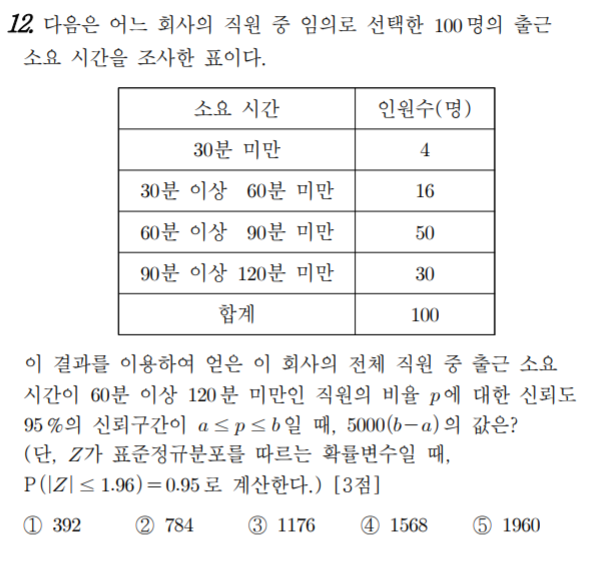 12. 다음은 어느 회사의 직원 중 임의로 선택한 100명의 출근
소요 시간을 조사한 표이다.
소요 시간 인원수(명)
30분 미만 4
30분 이상 60분 미만 16
60분 이상 90분 미만 50
90분 이상 120분 미만 30
합계 100
이 결과를 이용하여 얻은 이 회사의 전체 직원 중 출근 소요
시간이 60분 이상 120분 미만인 직원의 비율 p에 대한 신뢰도
95%의 신뢰구간이 a≤p≤b일 때, 5000(b-a)의 값은?
(단, Z가 표준정규분포를 따르는 확률변수일 때,
P(|Z|≤1.96)=0.95로 계산한다.) [3점]
① 392 ② 784 ③ 1176 ④ 1568 ⑤ 1960